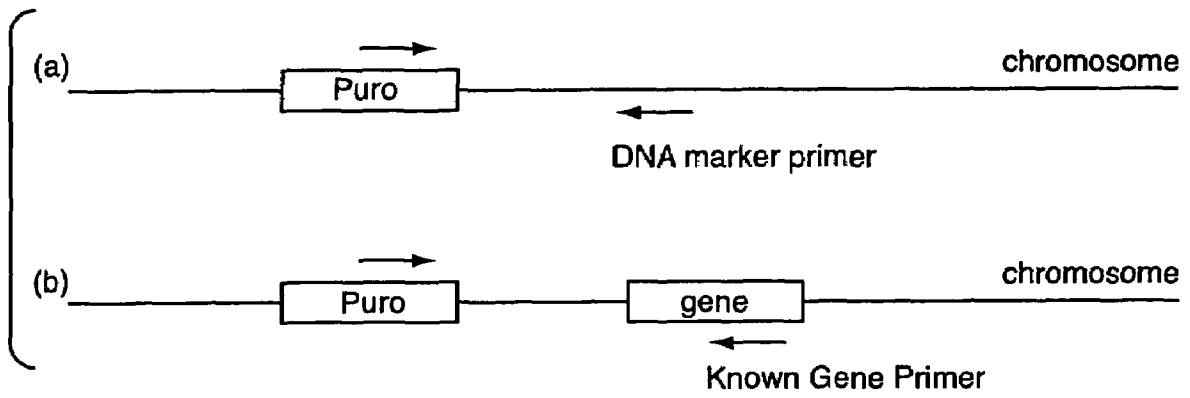 (a)
chromosome
Puro
DNA marker primer
(b)
chromosome
Puro
gene
Known Gene Primer